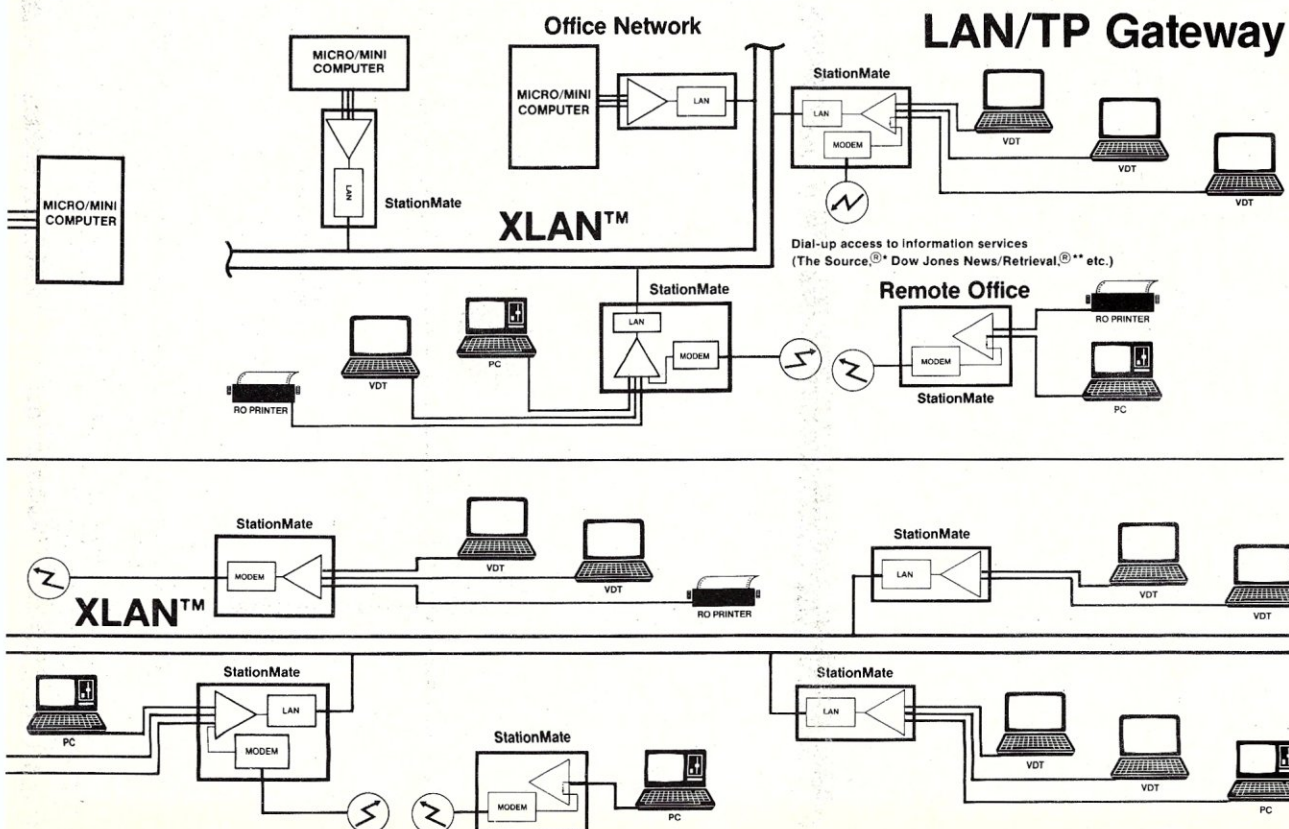 Office Network
LAN/TP Gateway
MICRO/MINI
COMPUTER
LAN
StationMate
MICRO/MINI
COMPUTER
LAN
StationMate
LAN
MODEM
VDT
VDT
VDT
MICRO/MINI
COMPUTER
XLAN™
Dial-up access to information services
(The Source,®* Dow Jones News/Retrieval,®** etc.)
StationMate
LAN
MODEM
VDT
PC
RO PRINTER
Remote Office
MODEM
StationMate
RO PRINTER
PC
StationMate
MODEM
VDT
VDT
RO PRINTER
StationMate
LAN
VDT
VDT
XLAN™
StationMate
LAN
MODEM
PC
StationMate
MODEM
PC
StationMate
LAN
VDT
VDT
PC